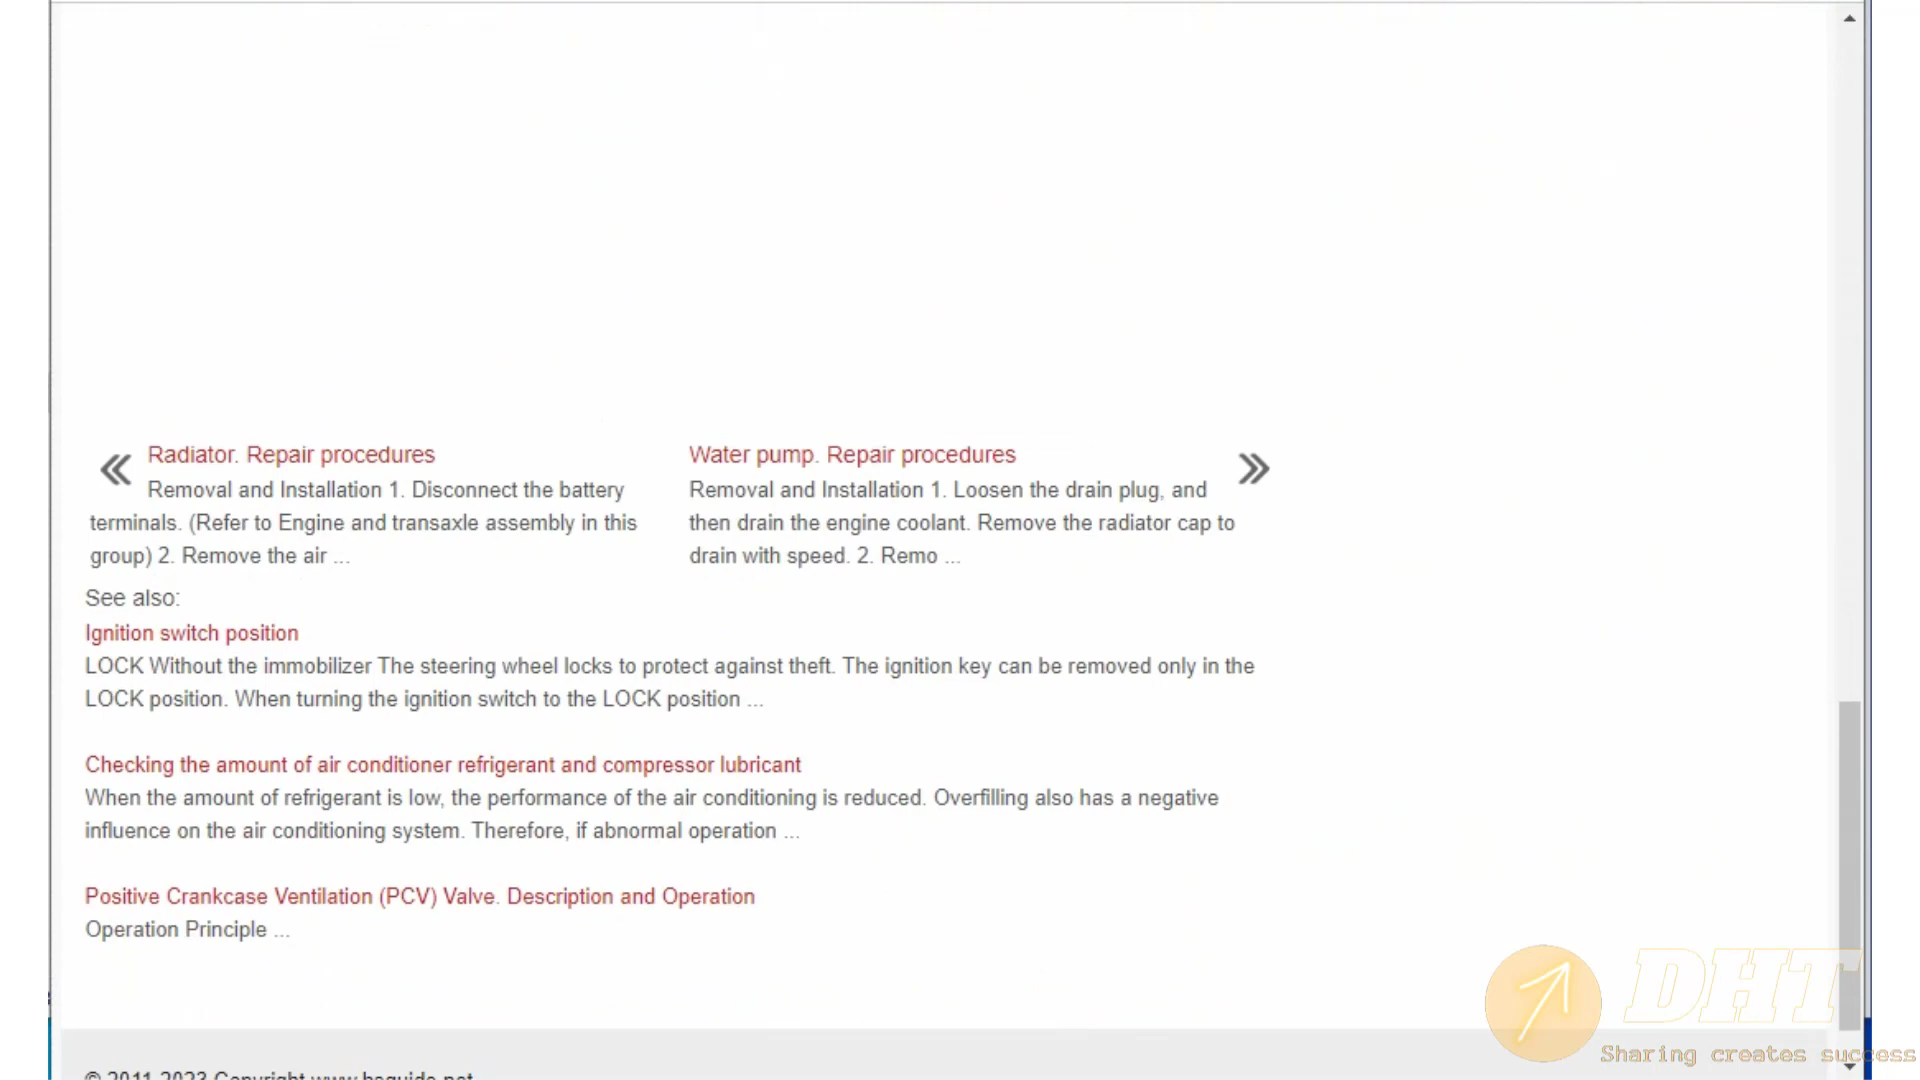 Radiator. Repair procedures
Removal and Installation 1. Disconnect the battery
terminals. (Refer to Engine and transaxle assembly in this
group) 2. Remove the air ...
Water pump. Repair procedures
Removal and Installation 1. Loosen the drain plug, and
then drain the engine coolant. Remove the radiator cap to
drain with speed. 2. Remo ...
See also:
Ignition switch position
LOCK Without the immobilizer The steering wheel locks to protect against theft. The ignition key can be removed only in the
LOCK position. When turning the ignition switch to the LOCK position ...
Checking the amount of air conditioner refrigerant and compressor lubricant
When the amount of refrigerant is low, the performance of the air conditioning is reduced. Overfilling also has a negative
influence on the air conditioning system. Therefore, if abnormal operation ...
Positive Crankcase Ventilation (PCV) Valve. Description and Operation
Operation Principle ...
DHT
Sharing creates success
© 2011-2023 Copyright www.hsguide.net